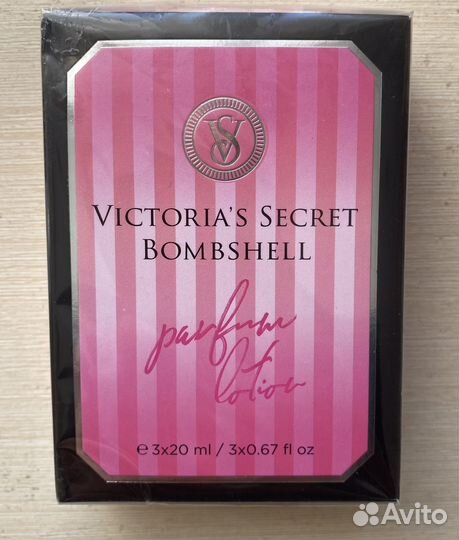 VS
VICTORIA'S SECRET
BOMBSHELL
parfum
lotion
℮ 3x20 ml / 3x0.67 fl oz
Avito